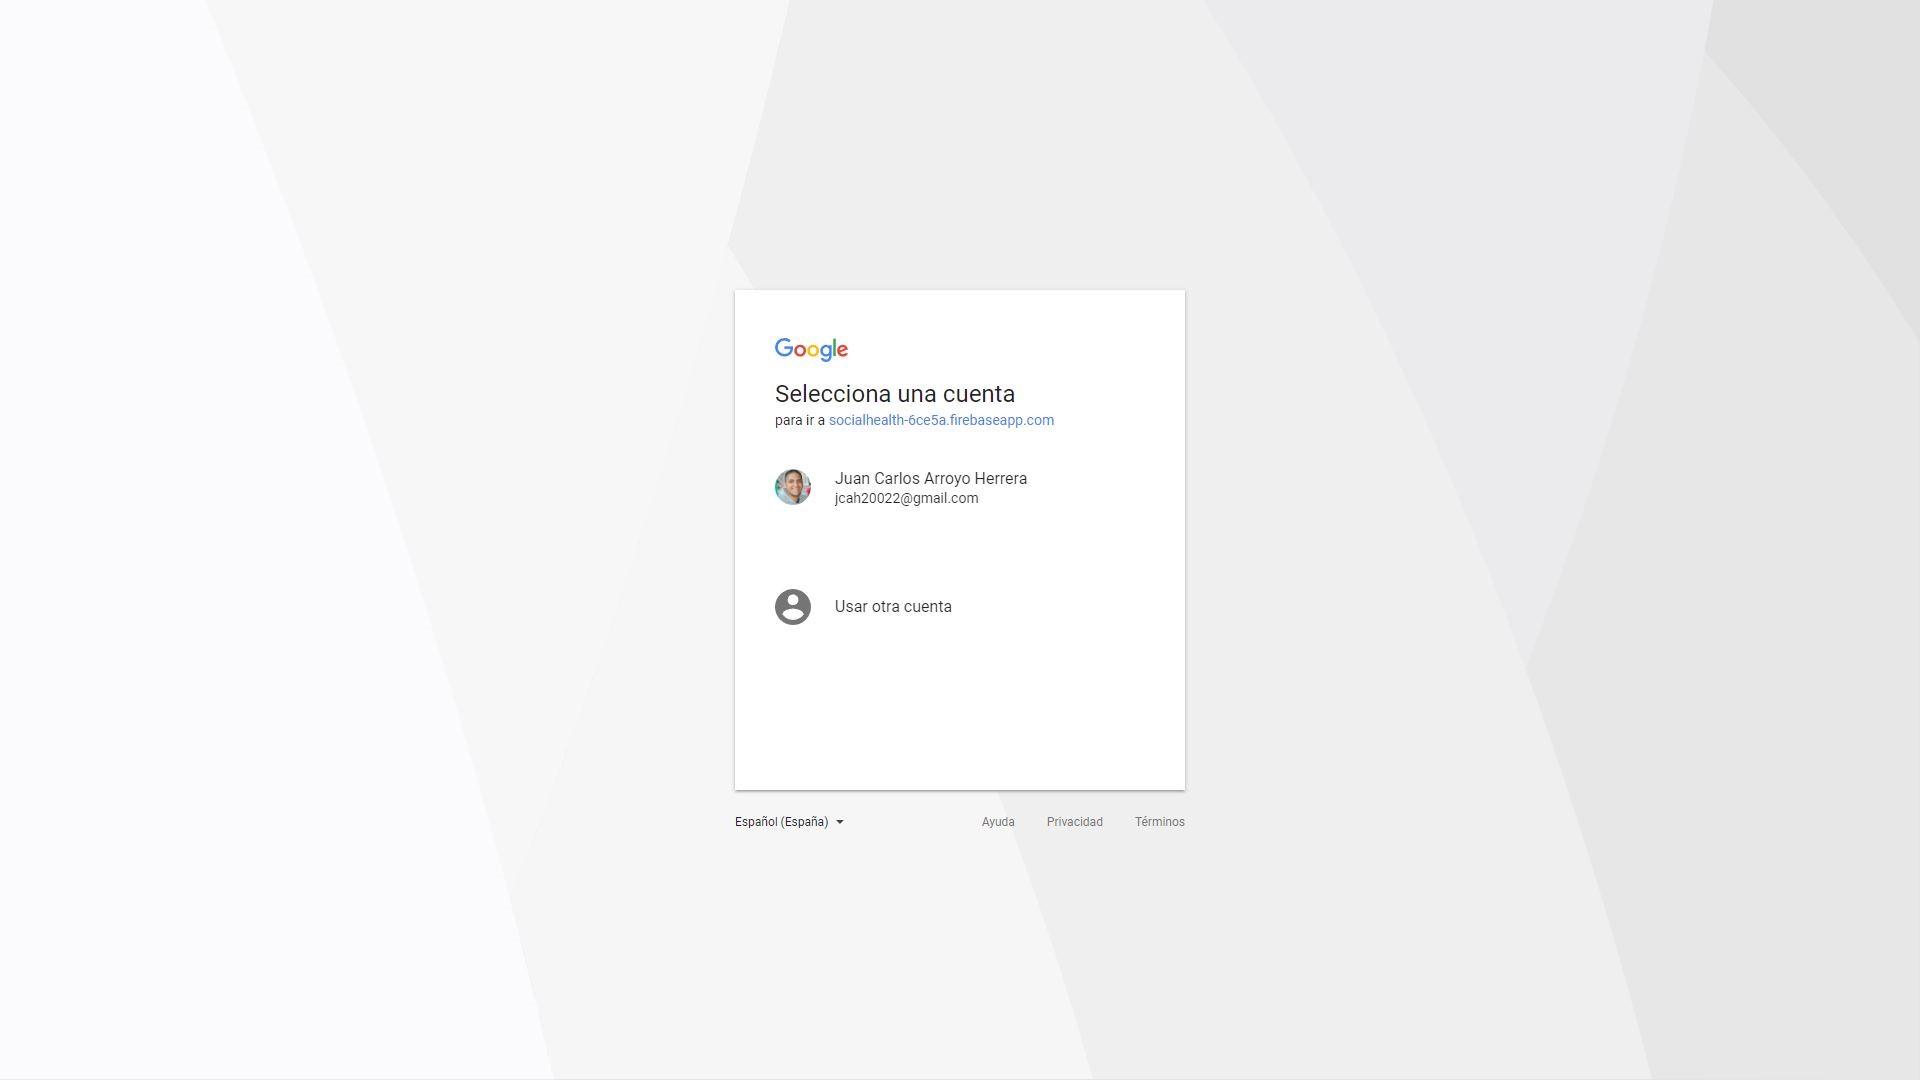 Google
Selecciona una cuenta
para ir a socialhealth-6ce5a.firebaseapp.com
Juan Carlos Arroyo Herrera
jcah20022@gmail.com
Usar otra cuenta
Español (España)
Ayuda Privacidad Términos